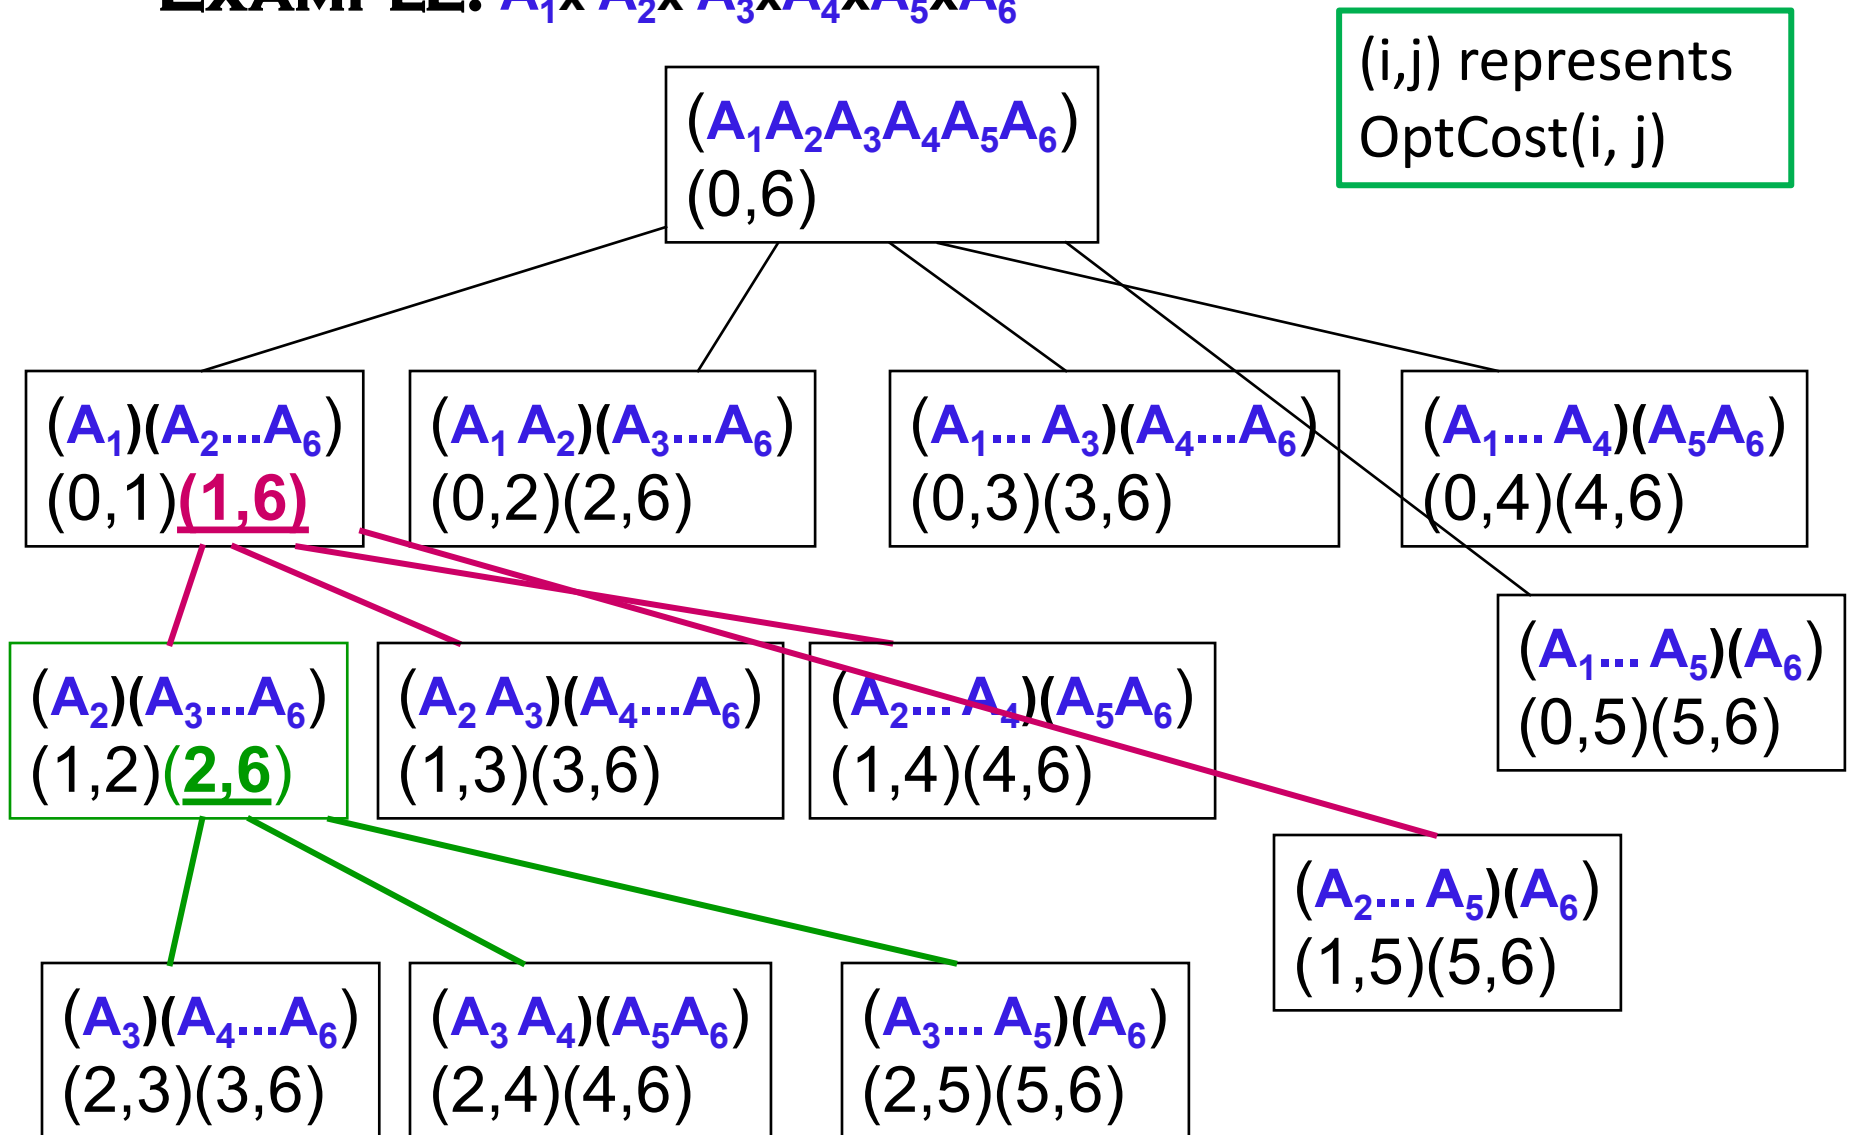 EXAMPLE: A₁x A₂x A₃xA₄xA₅xA₆
(i,j) represents
OptCost(i, j)
(A₁A₂A₃A₄A₅A₆)
(0,6)
(A₁)(A₂...A₆)
(0,1)(1,6)
(A₁ A₂)(A₃...A₆)
(0,2)(2,6)
(A₁... A₃)(A₄...A₆)
(0,3)(3,6)
(A₁... A₄)(A₅A₆)
(0,4)(4,6)
(A₁... A₅)(A₆)
(0,5)(5,6)
(A₂)(A₃...A₆)
(1,2)(2,6)
(A₂ A₃)(A₄...A₆)
(1,3)(3,6)
(A₂... A₄)(A₅A₆)
(1,4)(4,6)
(A₂... A₅)(A₆)
(1,5)(5,6)
(A₃)(A₄...A₆)
(2,3)(3,6)
(A₃ A₄)(A₅A₆)
(2,4)(4,6)
(A₃... A₅)(A₆)
(2,5)(5,6)